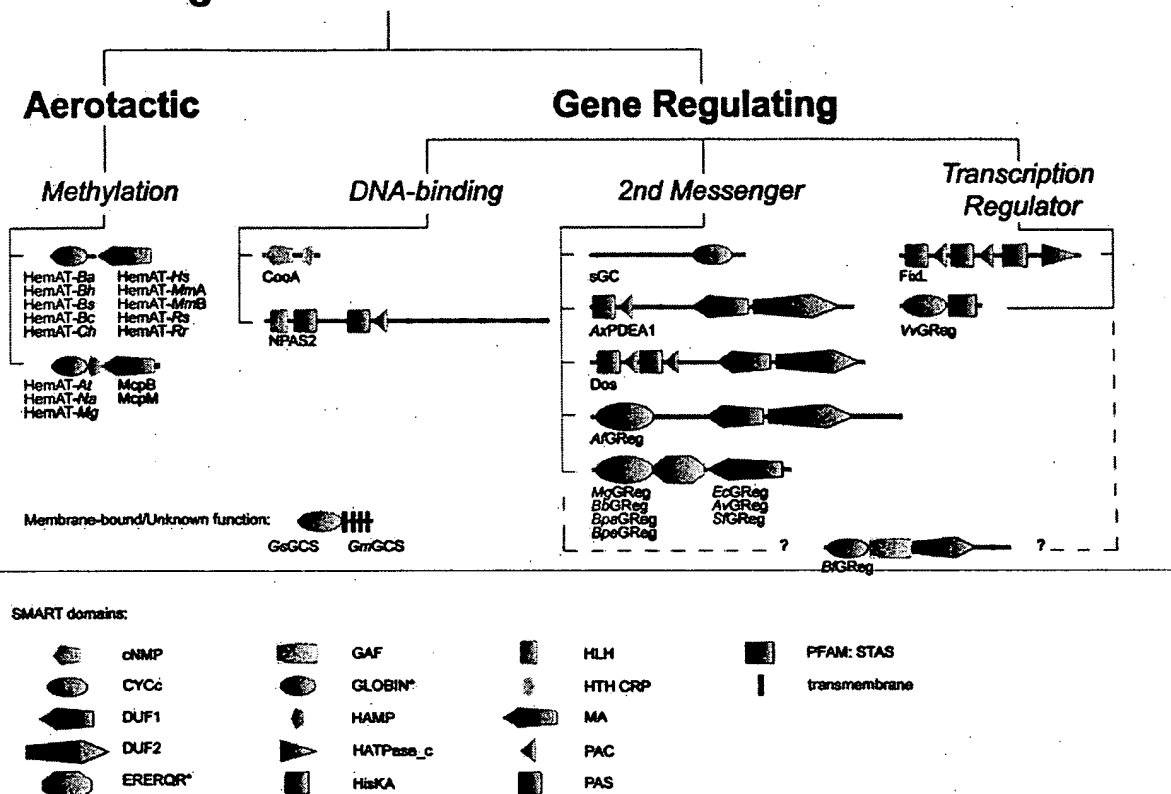 Aerotactic
Gene Regulating
Methylation
DNA-binding
2nd Messenger
Transcription
Regulator
HemAT-Ba HemAT-Hs
HemAT-Bh HemAT-MmA
HemAT-Bs HemAT-MmB
HemAT-Bc HemAT-Rs
HemAT-Ch HemAT-Rr
HemAT-At McpB
HemAT-Na McpM
HemAT-Mg
CooA
NPAS2
sGC
AxPDEA1
Dos
AfGReg
MgGReg EcGReg
BbGReg AvGReg
BpaGReg SfGReg
BpeGReg
FixL
VvGReg
Membrane-bound/Unknown function:
GsGCS GmGCS
? ?
BfGReg
SMART domains:
cNMP GAF HLH PFAM: STAS
CYCc GLOBIN* HTH CRP transmembrane
DUF1 HAMP MA
DUF2 HATPase_c PAC
ERERQR* HisKA PAS